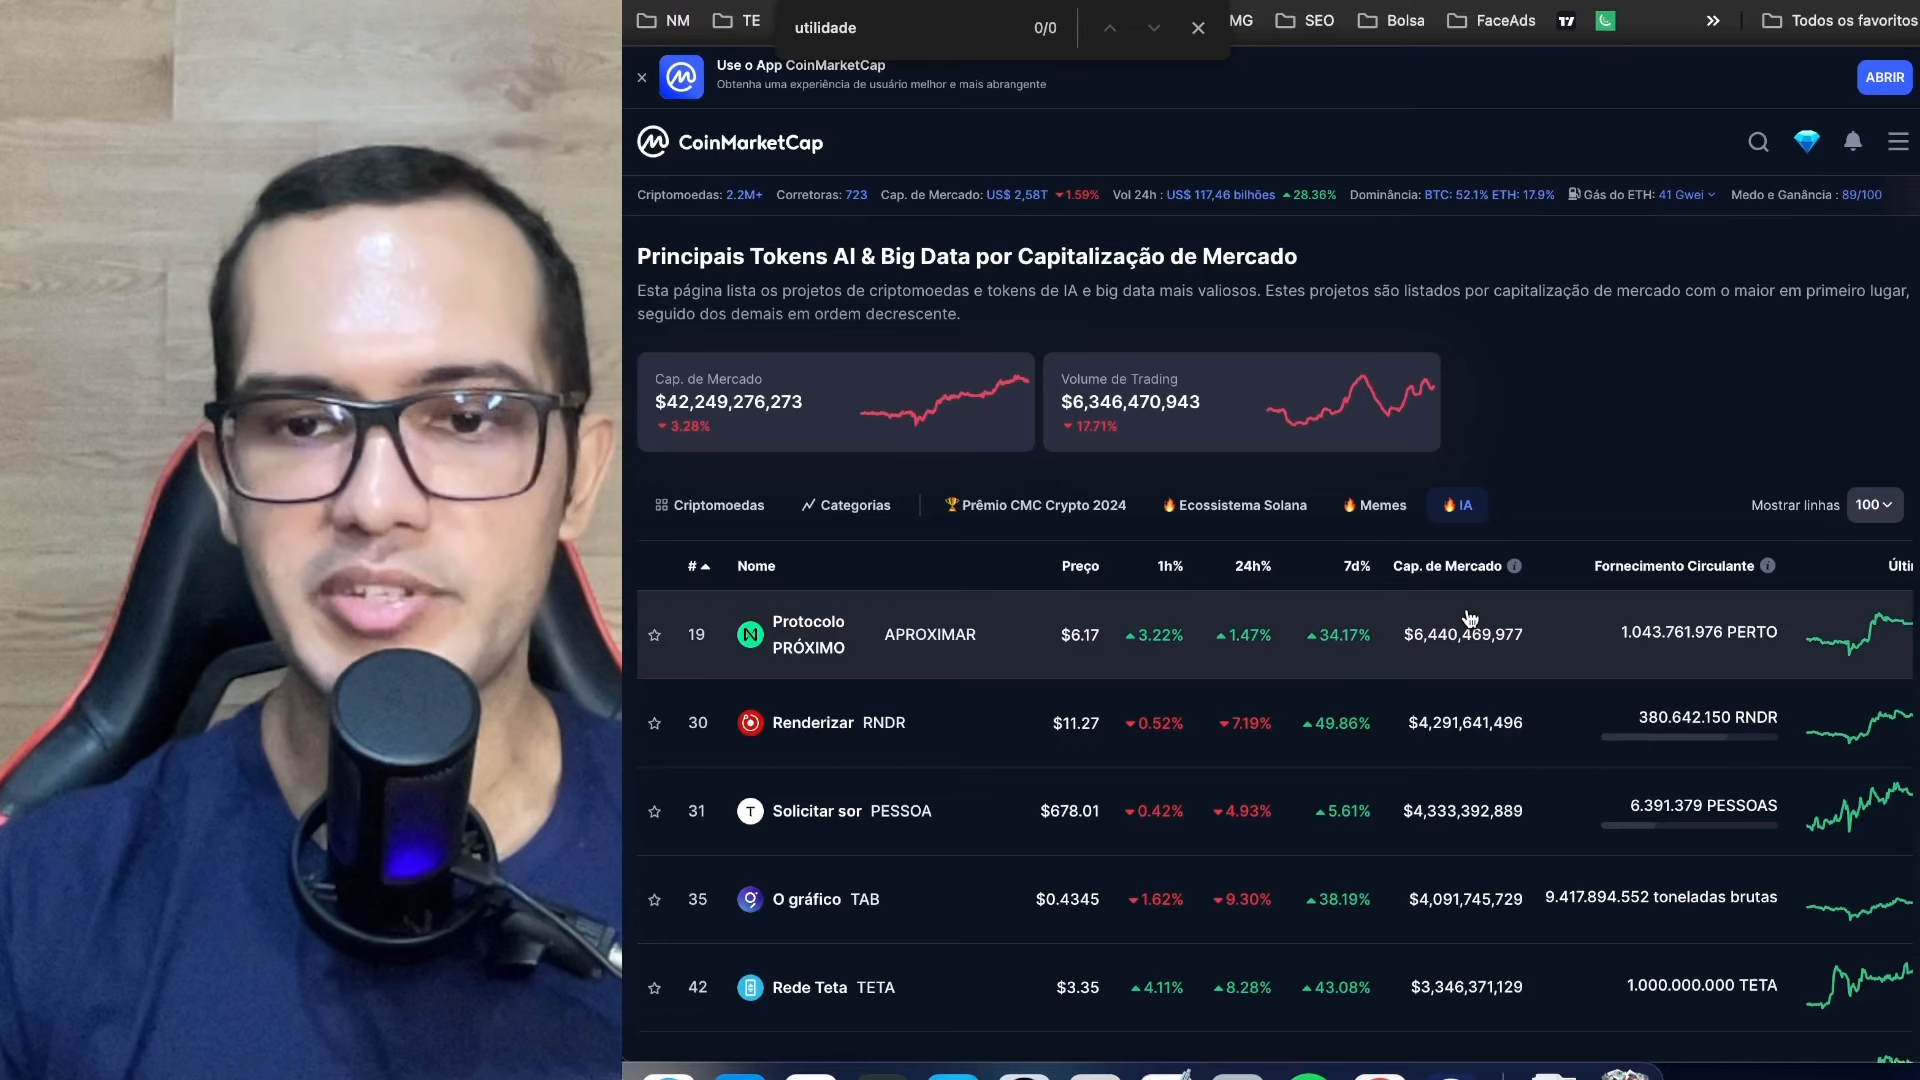 NM
TE
utilidade
0/0
MG
SEO
Bolsa
FaceAds
Todos os favoritos
Use o App CoinMarketCap
Obtenha uma experiência de usuário melhor e mais abrangente
ABRIR
CoinMarketCap
Criptomoedas: 2.2M+ Corretoras: 723 Cap. de Mercado: US$ 2,58T 1.59% Vol 24h : US$ 117,46 bilhões 28.36% Dominância: BTC: 52.1% ETH: 17.9% Gás do ETH: 41 Gwei Medo e Ganância : 89/100
Principais Tokens AI & Big Data por Capitalização de Mercado
Esta página lista os projetos de criptomoedas e tokens de IA e big data mais valiosos. Estes projetos são listados por capitalização de mercado com o maior em primeiro lugar,
seguido dos demais em ordem decrescente.
Cap. de Mercado
$42,249,276,273
3.28%
Volume de Trading
$6,346,470,943
17.71%
Criptomoedas Categorias Prêmio CMC Crypto 2024 Ecossistema Solana Memes IA Mostrar linhas 100
# Nome Preço 1h% 24h% 7d% Cap. de Mercado Fornecimento Circulante Últi
19 Protocolo PRÓXIMO APROXIMAR $6.17 3.22% 1.47% 34.17% $6,440,469,977 1.043.761.976 PERTO
30 Renderizar RNDR $11.27 0.52% 7.19% 49.86% $4,291,641,496 380.642.150 RNDR
31 T Solicitar sor PESSOA $678.01 0.42% 4.93% 5.61% $4,333,392,889 6.391.379 PESSOAS
35 O gráfico TAB $0.4345 1.62% 9.30% 38.19% $4,091,745,729 9.417.894.552 toneladas brutas
42 Rede Teta TETA $3.35 4.11% 8.28% 43.08% $3,346,371,129 1.000.000.000 TETA